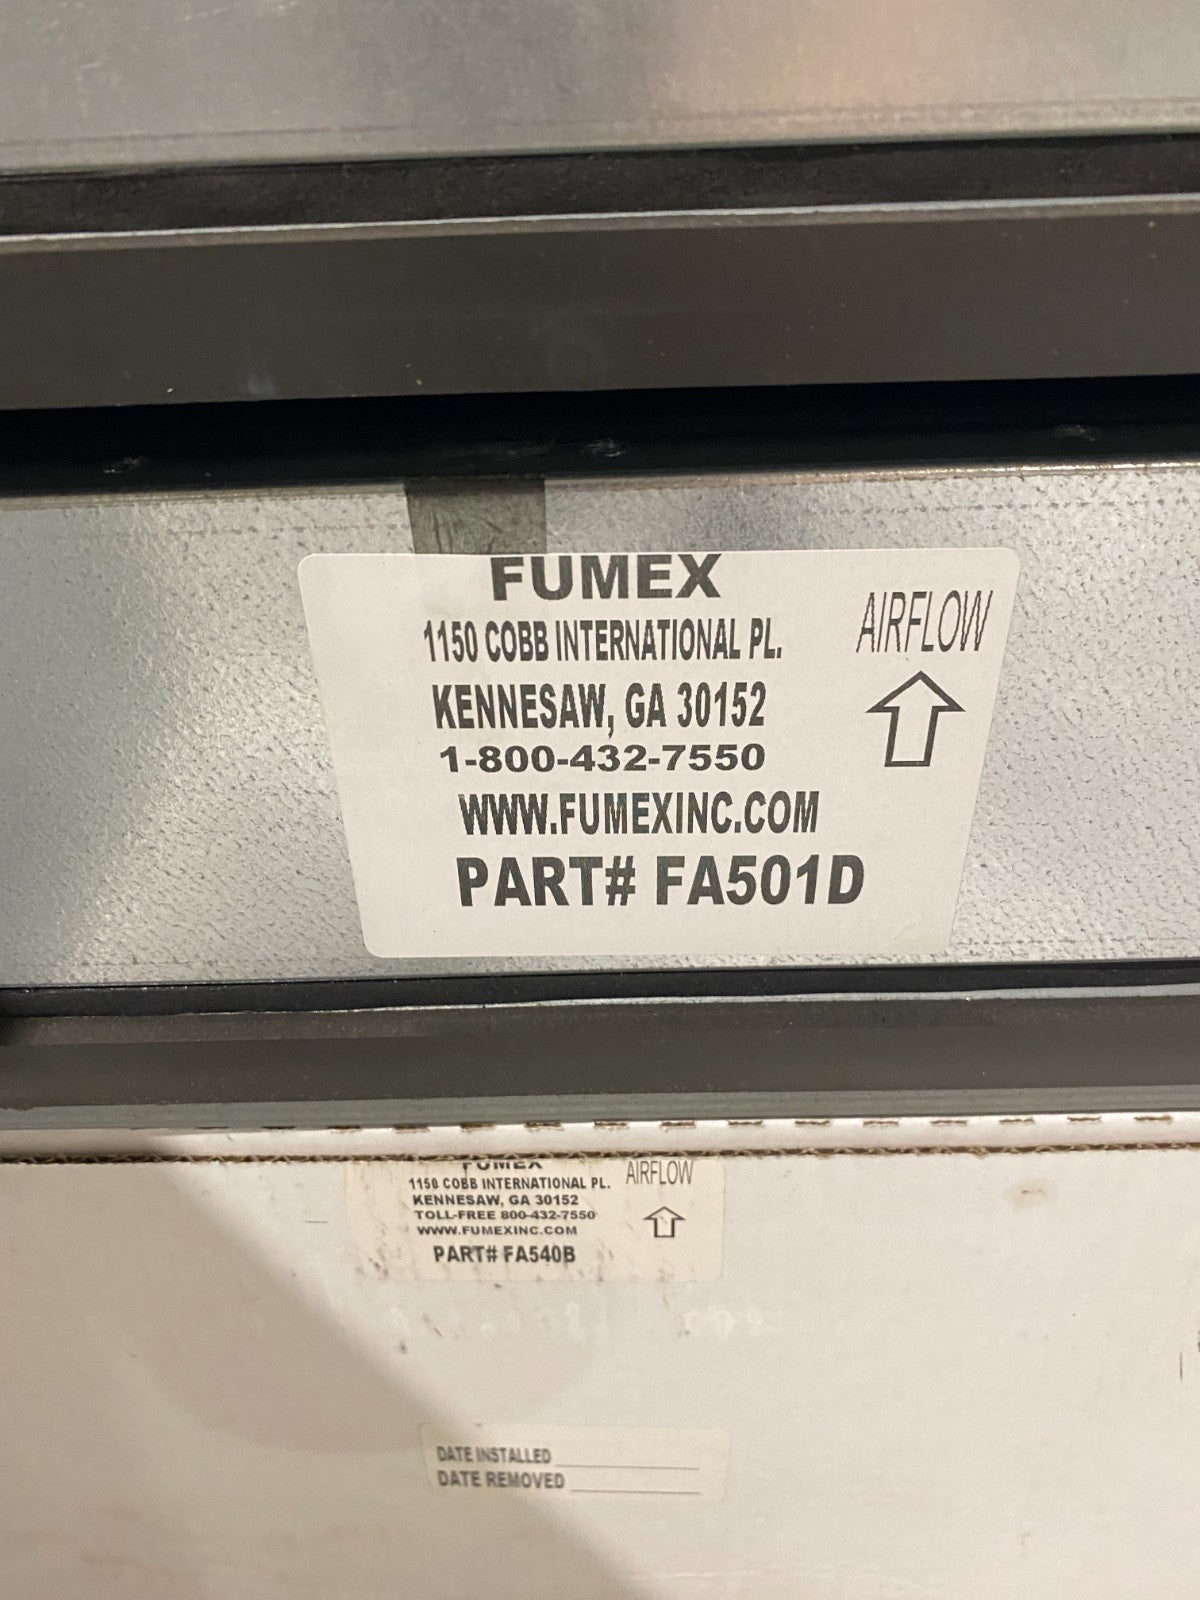 FUMEX
1150 COBB INTERNATIONAL PL.
KENNESAW, GA 30152
1-800-432-7550
WWW.FUMEXINC.COM
PART# FA501D
AIRFLOW
FUMEX
1150 COBB INTERNATIONAL PL.
KENNESAW, GA 30152
TOLL-FREE 800-432-7550
WWW.FUMEXINC.COM
PART# FA540B
AIRFLOW
DATE INSTALLED
DATE REMOVED